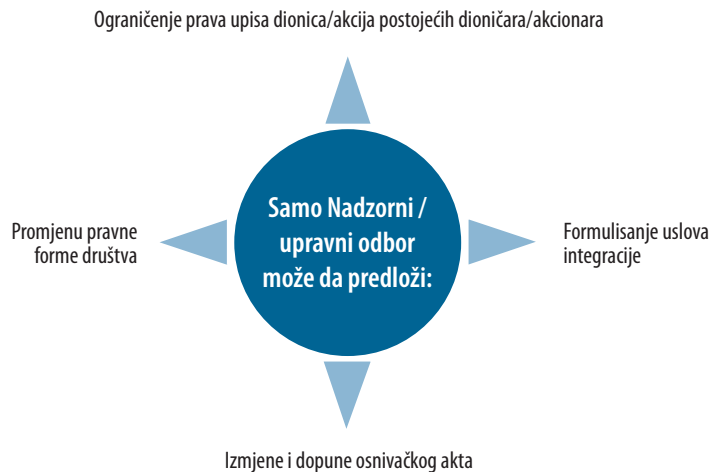 Ograničenje prava upisa dionica/akcija postojećih dioničara/akcionara
Samo Nadzorni /
upravni odbor
može da predloži:
Promjenu pravne
forme društva
Formulisanje uslova
integracije
Izmjene i dopune osnivačkog akta